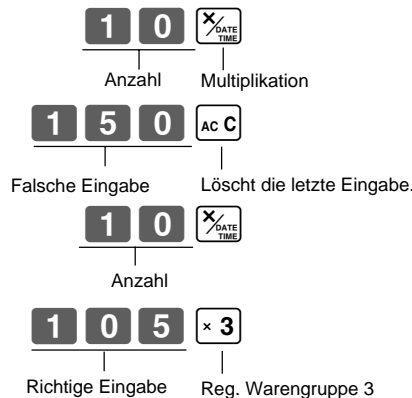 1 0 ×/DATE TIME
Anzahl Multiplikation
1 5 0 AC C
Falsche Eingabe Löscht die letzte Eingabe.
1 0 ×/DATE TIME
Anzahl
1 0 5 × 3
Richtige Eingabe Reg. Warengruppe 3